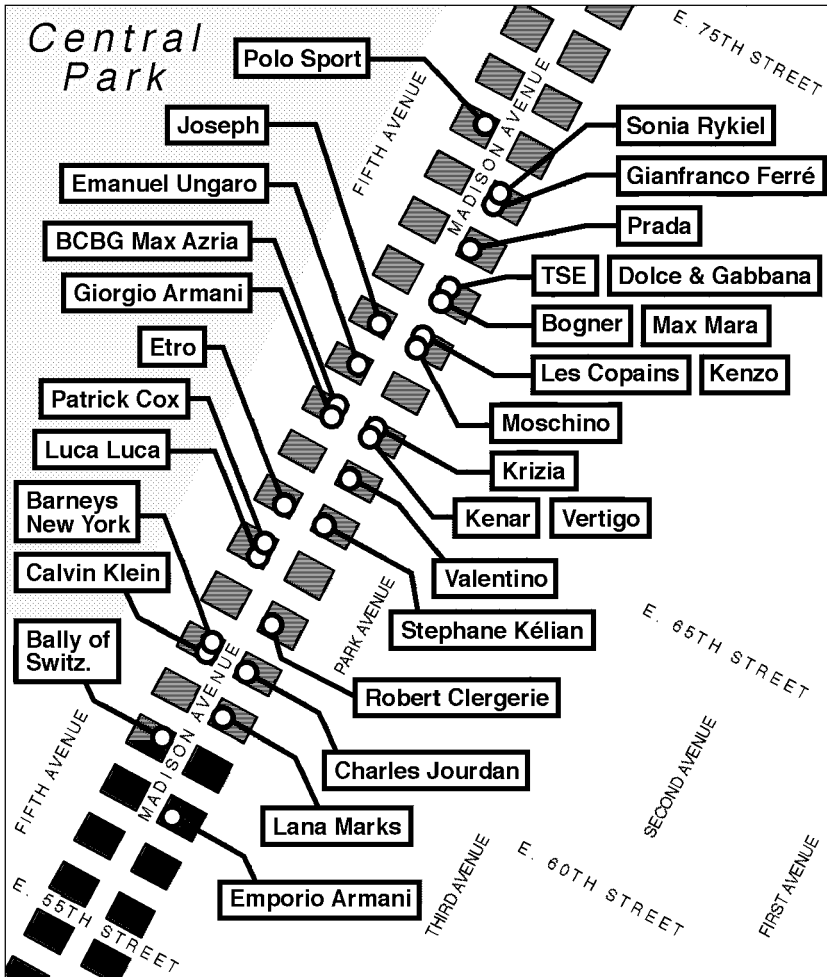 Central
Park
E. 75TH STREET
Polo Sport
FIFTH AVENUE
MADISON AVENUE
Joseph
Sonia Rykiel
Emanuel Ungaro
Gianfranco Ferré
BCBG Max Azria
Prada
Giorgio Armani
TSE
Dolce & Gabbana
Etro
Bogner
Max Mara
Patrick Cox
Les Copains
Kenzo
Luca Luca
Moschino
Barneys
New York
Krizia
Kenar
Vertigo
Calvin Klein
Valentino
PARK AVENUE
Stephane Kélian
E. 65TH STREET
Bally of
Switz.
Robert Clergerie
FIFTH AVENUE
MADISON AVENUE
Charles Jourdan
SECOND AVENUE
Lana Marks
E. 60TH STREET
THIRD AVENUE
FIRST AVENUE
Emporio Armani
E. 55TH STREET